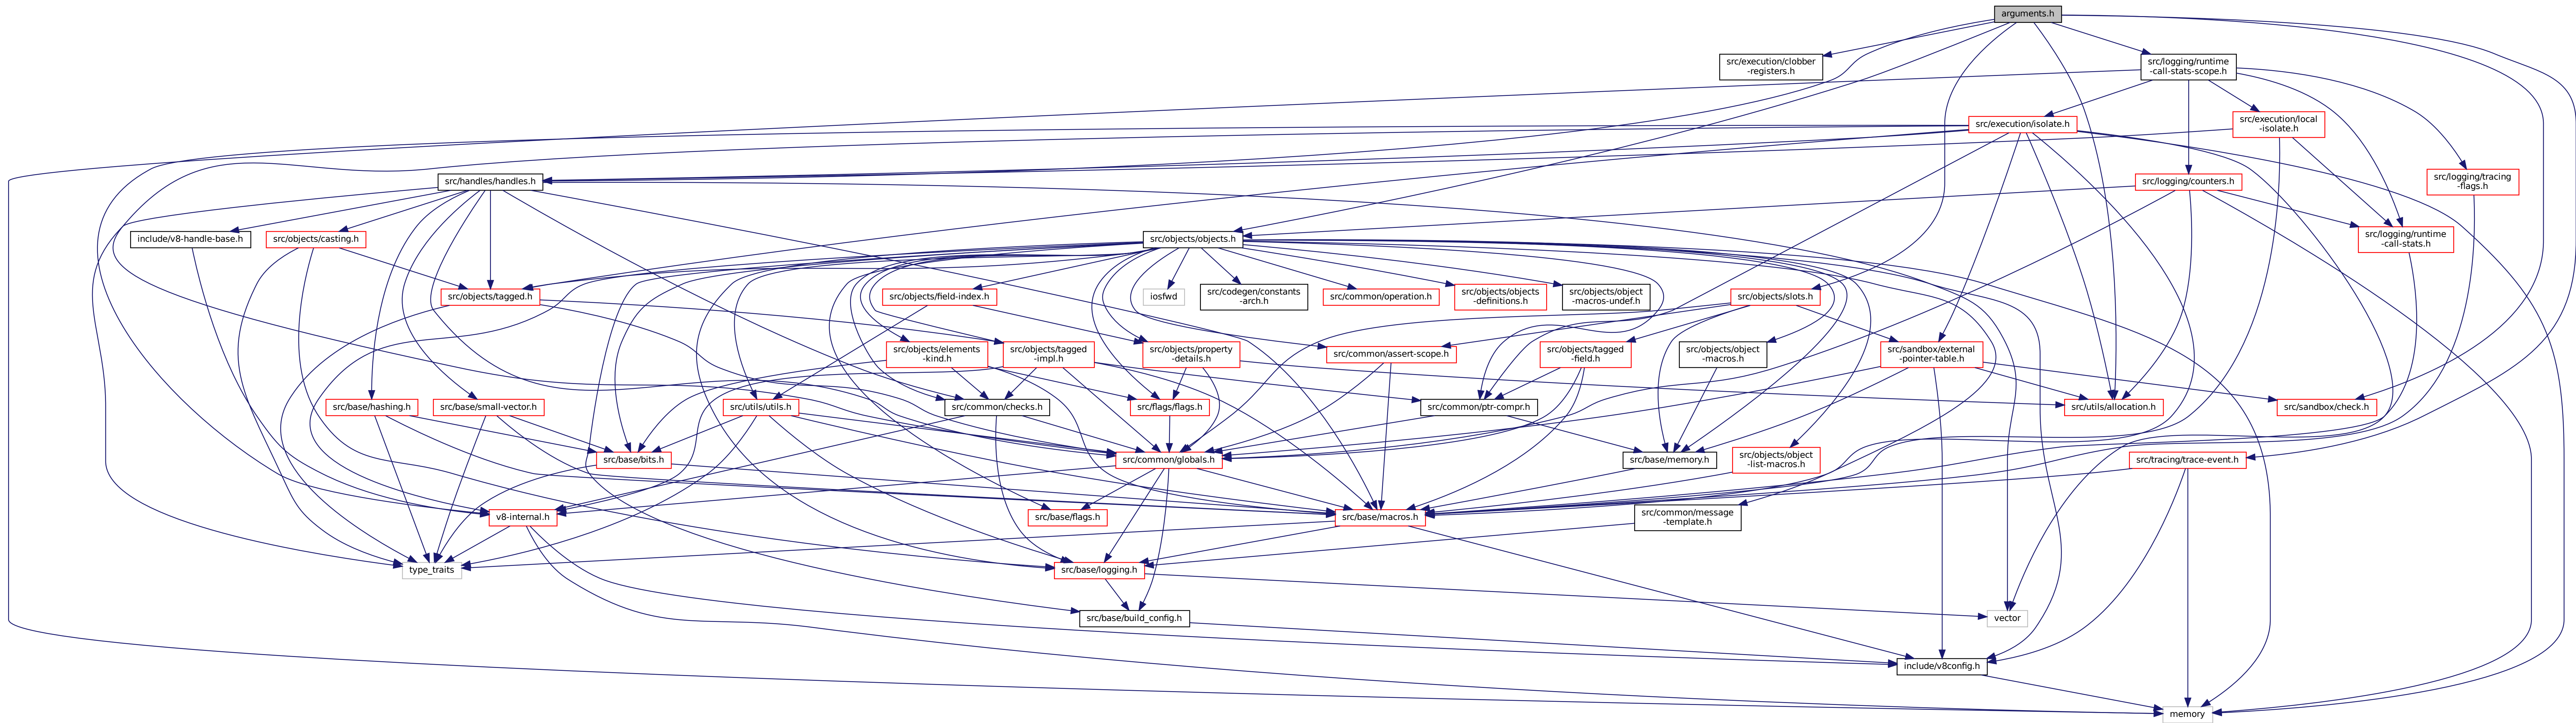 arguments.h
src/execution/clobber
-registers.h
src/logging/runtime
-call-stats-scope.h
src/execution/isolate.h
src/execution/local
-isolate.h
src/handles/handles.h
src/logging/counters.h
src/logging/tracing
-flags.h
include/v8-handle-base.h
src/objects/casting.h
src/objects/objects.h
src/logging/runtime
-call-stats.h
src/objects/tagged.h
src/objects/field-index.h
iosfwd
src/codegen/constants
-arch.h
src/common/operation.h
src/objects/objects
-definitions.h
src/objects/object
-macros-undef.h
src/objects/slots.h
src/objects/elements
-kind.h
src/objects/tagged
-impl.h
src/objects/property
-details.h
src/common/assert-scope.h
src/objects/tagged
-field.h
src/objects/object
-macros.h
src/sandbox/external
-pointer-table.h
src/base/hashing.h
src/base/small-vector.h
src/utils/utils.h
src/common/checks.h
src/flags/flags.h
src/common/ptr-compr.h
src/utils/allocation.h
src/sandbox/check.h
src/base/bits.h
src/common/globals.h
src/base/memory.h
src/objects/object
-list-macros.h
src/tracing/trace-event.h
v8-internal.h
src/base/flags.h
src/base/macros.h
src/common/message
-template.h
type_traits
src/base/logging.h
src/base/build_config.h
vector
include/v8config.h
memory